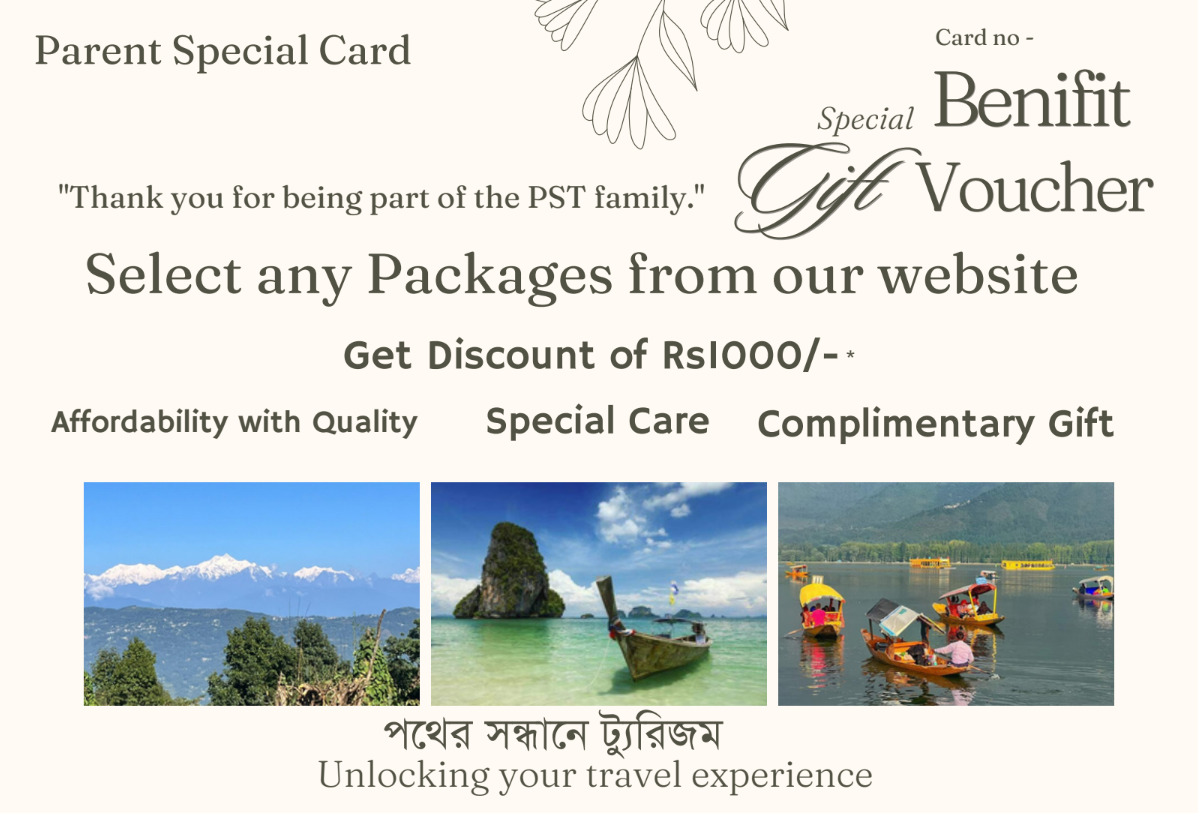 Parent Special Card
Card no -
Special Benifit
Gift Voucher
"Thank you for being part of the PST family."
Select any Packages from our website
Get Discount of Rs1000/- *
Affordability with Quality
Special Care
Complimentary Gift
পথের সন্ধানে ট্যুরিজম
Unlocking your travel experience